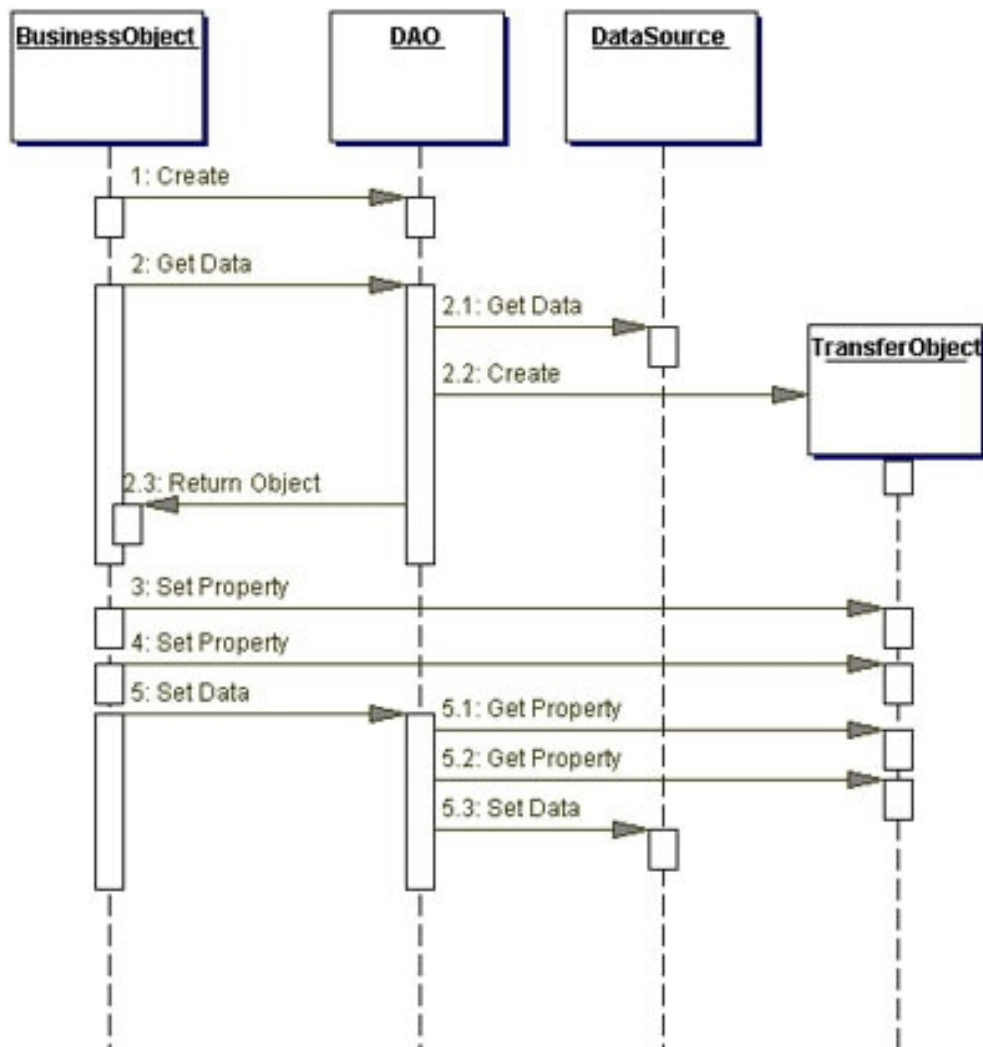 BusinessObject
DAO
DataSource
1: Create
2: Get Data
2.1: Get Data
TransferObject
2.2: Create
2.3: Return Object
3: Set Property
4: Set Property
5: Set Data
5.1: Get Property
5.2: Get Property
5.3: Set Data